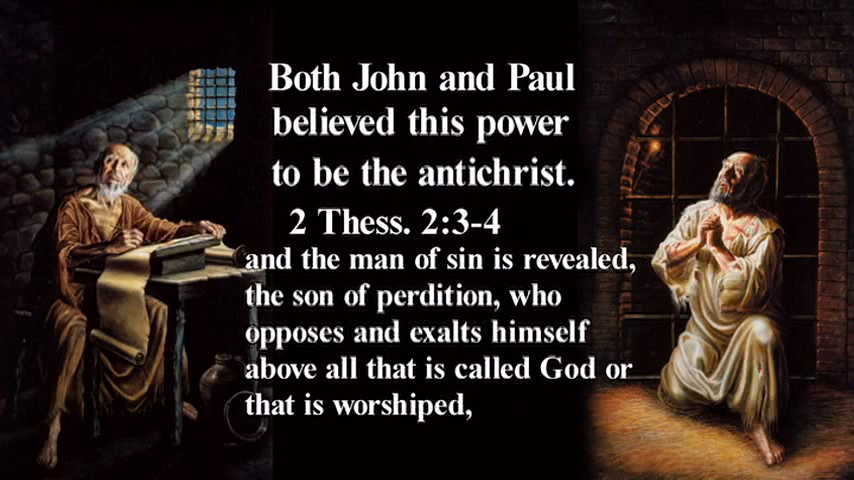 Both John and Paul
believed this power
to be the antichrist.
2 Thess. 2:3-4
and the man of sin is revealed,
the son of perdition, who
opposes and exalts himself
above all that is called God or
that is worshiped,